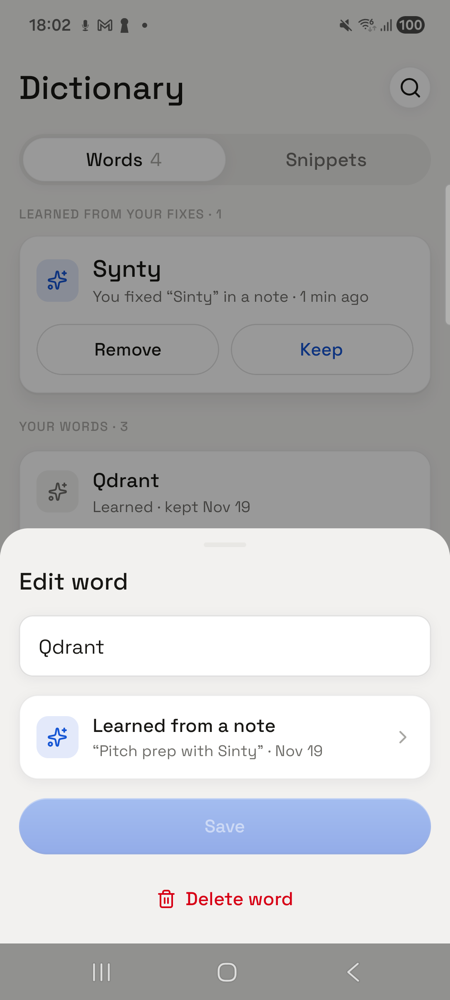 18:02
100
Dictionary
Words 4
Snippets
LEARNED FROM YOUR FIXES · 1
Synty
You fixed “Sinty” in a note · 1 min ago
Remove
Keep
YOUR WORDS · 3
Qdrant
Learned · kept Nov 19
Edit word
Qdrant
Learned from a note
“Pitch prep with Sinty” · Nov 19
Save
Delete word